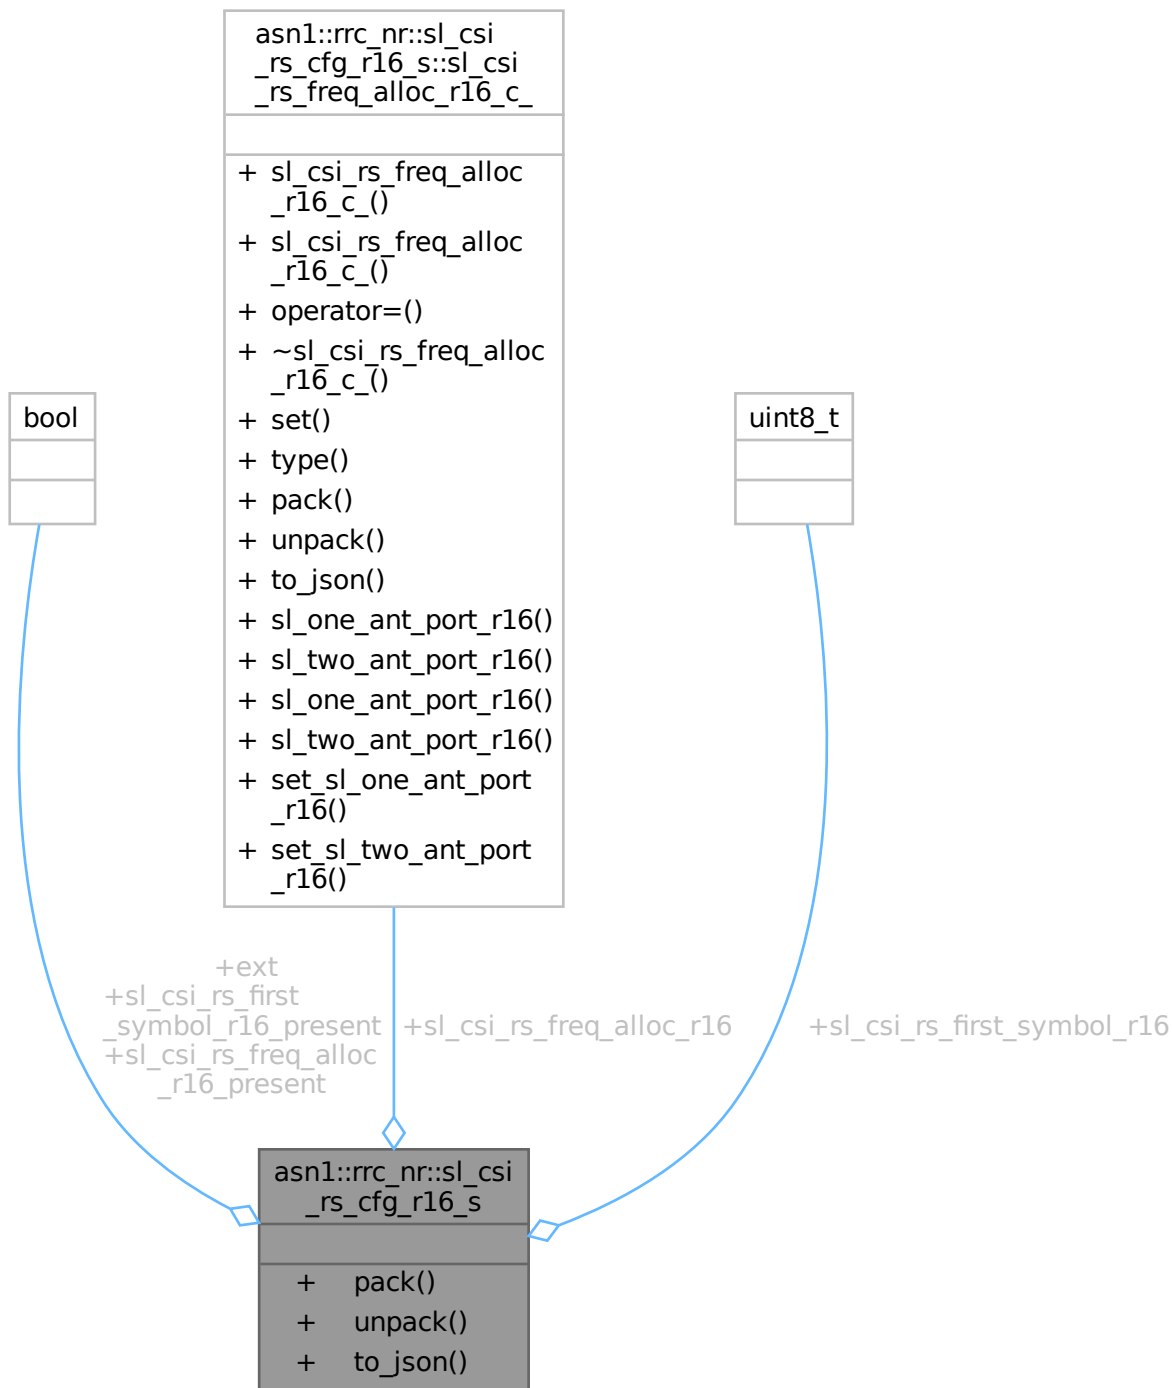 asn1::rrc_nr::sl_csi
_rs_cfg_r16_s::sl_csi
_rs_freq_alloc_r16_c_
+ sl_csi_rs_freq_alloc
_r16_c_()
+ sl_csi_rs_freq_alloc
_r16_c_()
+ operator=()
+ ~sl_csi_rs_freq_alloc
_r16_c_()
+ set()
+ type()
+ pack()
+ unpack()
+ to_json()
+ sl_one_ant_port_r16()
+ sl_two_ant_port_r16()
+ sl_one_ant_port_r16()
+ sl_two_ant_port_r16()
+ set_sl_one_ant_port
_r16()
+ set_sl_two_ant_port
_r16()
bool
uint8_t
+ext
+sl_csi_rs_first
_symbol_r16_present
+sl_csi_rs_freq_alloc
_r16_present
+sl_csi_rs_freq_alloc_r16
+sl_csi_rs_first_symbol_r16
asn1::rrc_nr::sl_csi
_rs_cfg_r16_s
+ pack()
+ unpack()
+ to_json()